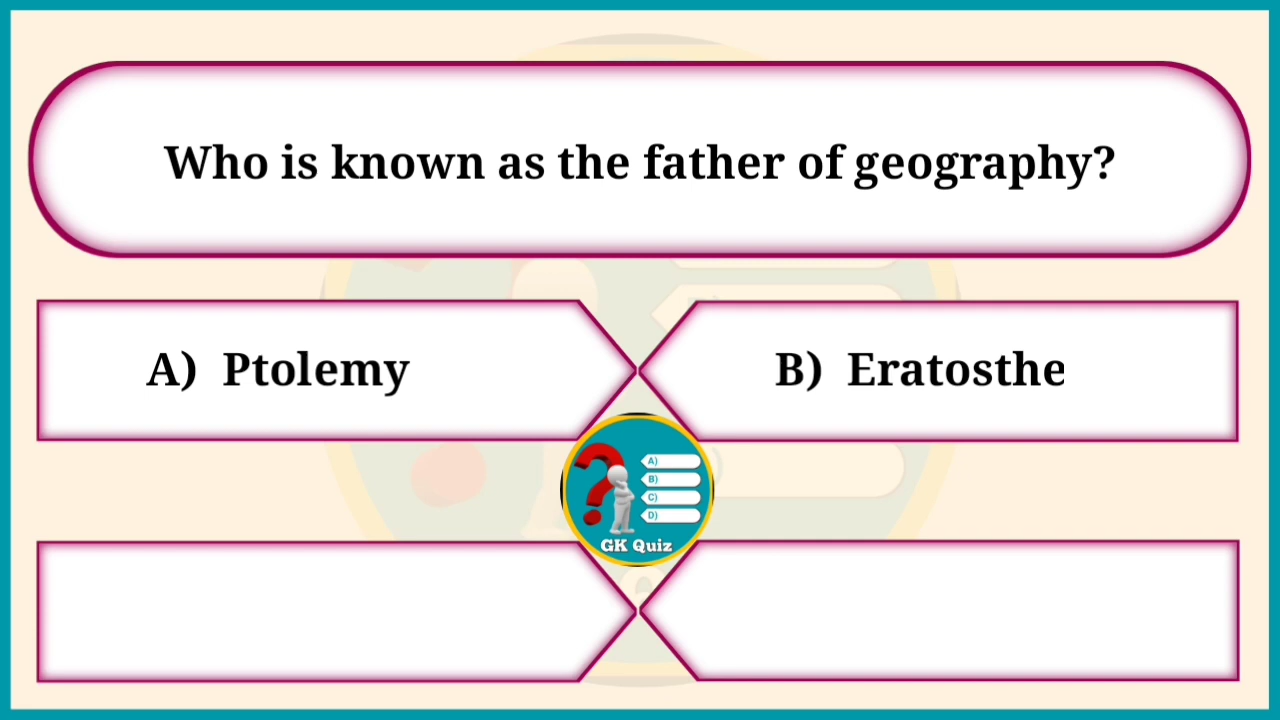 Who is known as the father of geography?
A) Ptolemy
B) Eratosthe
A)
B)
C)
D)
GK Quiz